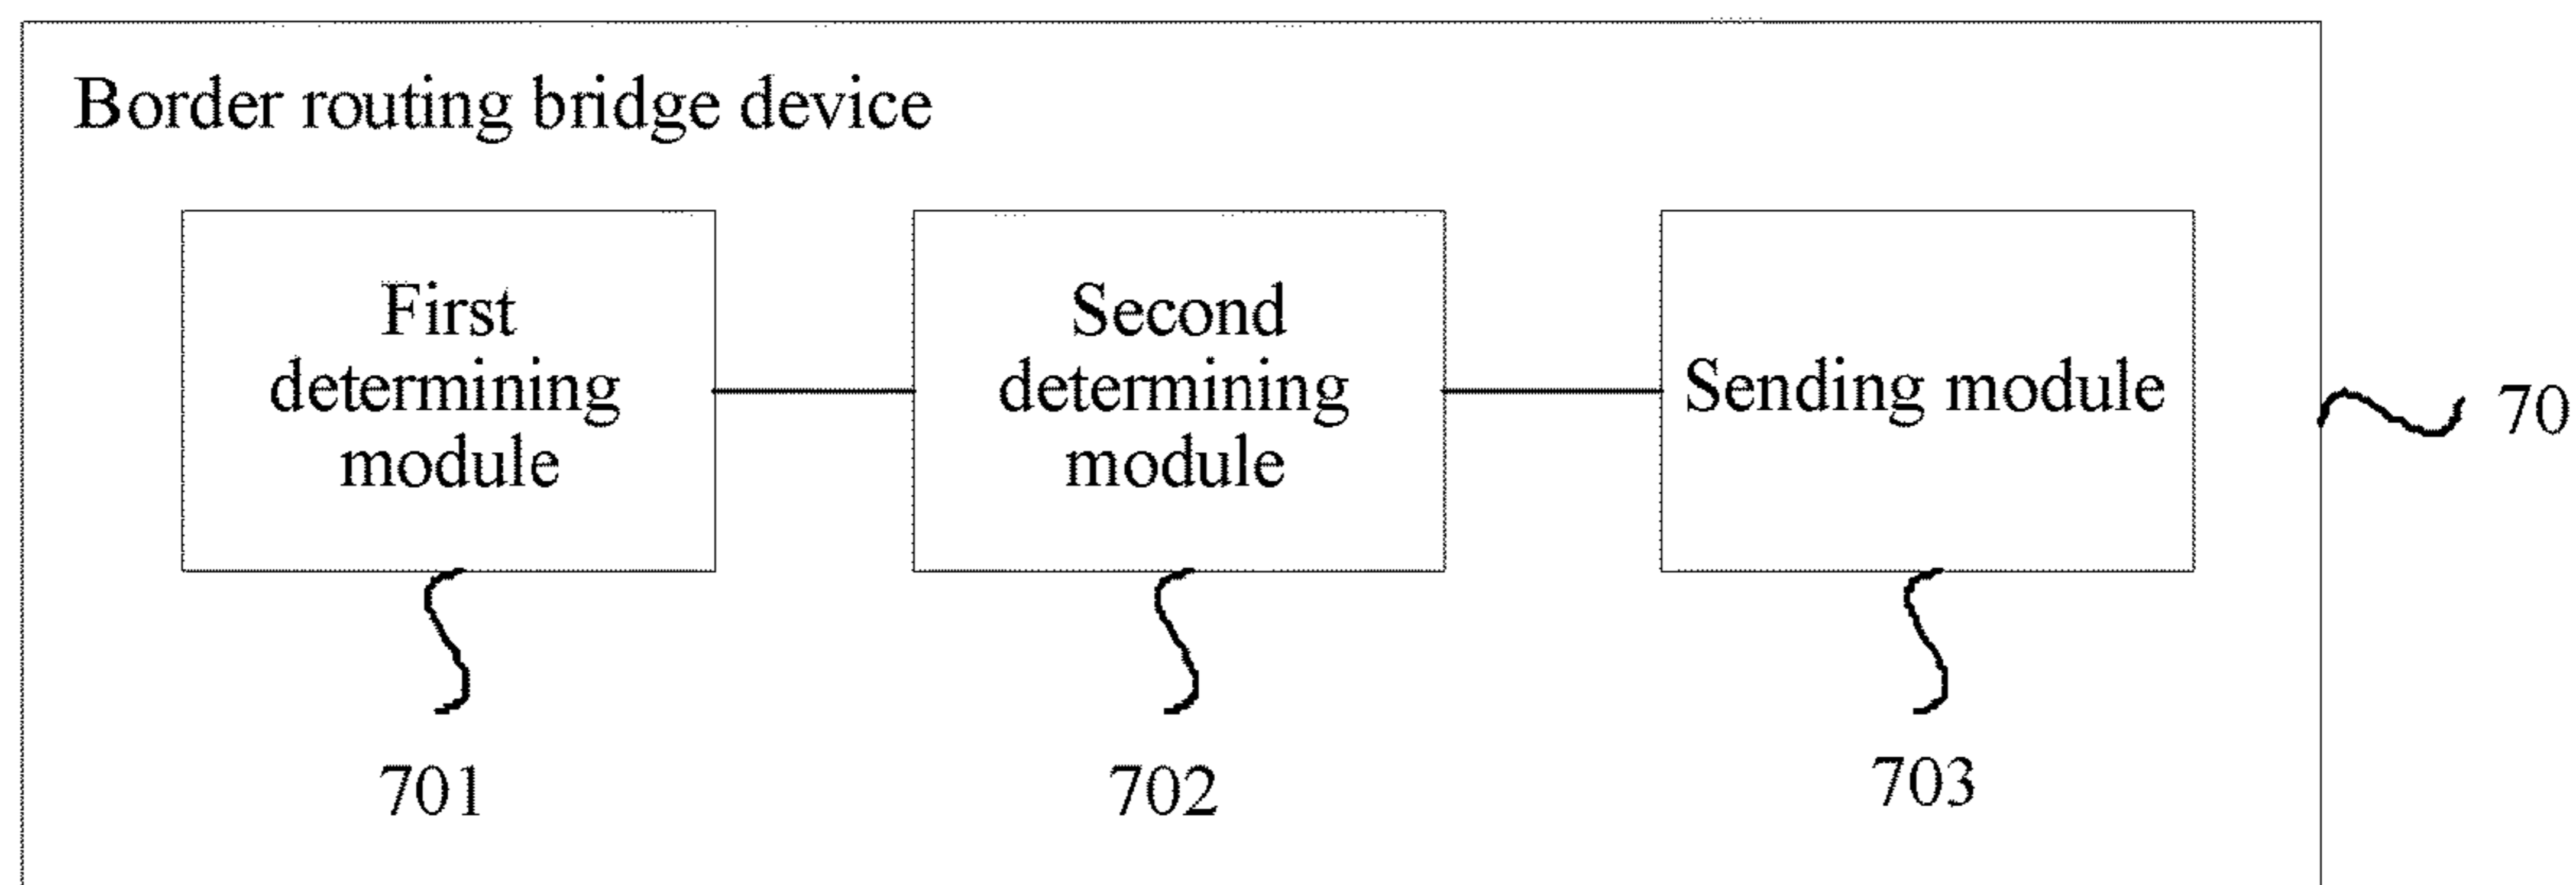 Border routing bridge device
First
determining
module
Second
determining
module
Sending module
70
701
702
703